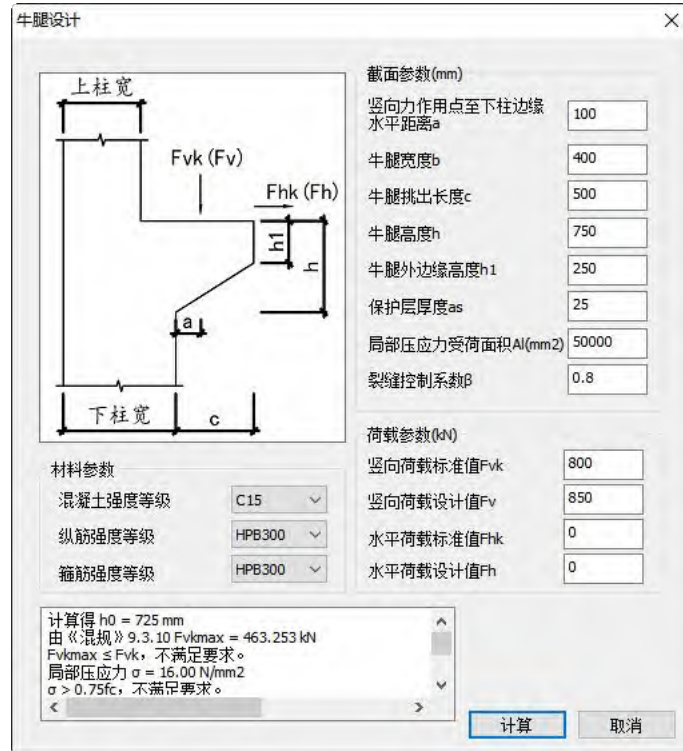 牛腿设计
上柱宽
Fvk (Fv)
Fhk (Fh)
h1
h
a
下柱宽
c
截面参数(mm)
竖向力作用点至下柱边缘
水平距离a
100
牛腿宽度b
400
牛腿挑出长度c
500
牛腿高度h
750
牛腿外边缘高度h1
250
保护层厚度as
25
局部压应力受荷面积Al(mm2)
50000
裂缝控制系数β
0.8
荷载参数(kN)
竖向荷载标准值Fvk
800
竖向荷载设计值Fv
850
水平荷载标准值Fhk
0
水平荷载设计值Fh
0
材料参数
混凝土强度等级
C15
纵筋强度等级
HPB300
箍筋强度等级
HPB300
计算得 h0 = 725 mm
由《混规》9.3.10 Fvkmax = 463.253 kN
Fvkmax ≤ Fvk，不满足要求。
局部压应力 σ = 16.00 N/mm2
σ > 0.75fc，不满足要求。
计算
取消